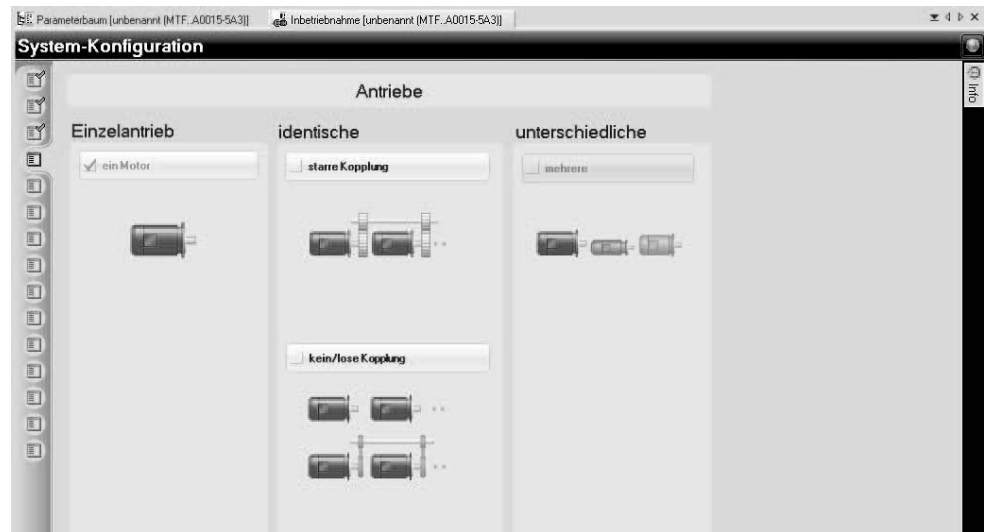 Parameterbaum [unbenannt (MTF..A0015-5A3)]
Inbetriebnahme [unbenannt (MTF..A0015-5A3)]
System-Konfiguration
Info
Antriebe
Einzelantrieb
identische
unterschiedliche
ein Motor
starre Kopplung
mehrere
kein/lose Kopplung